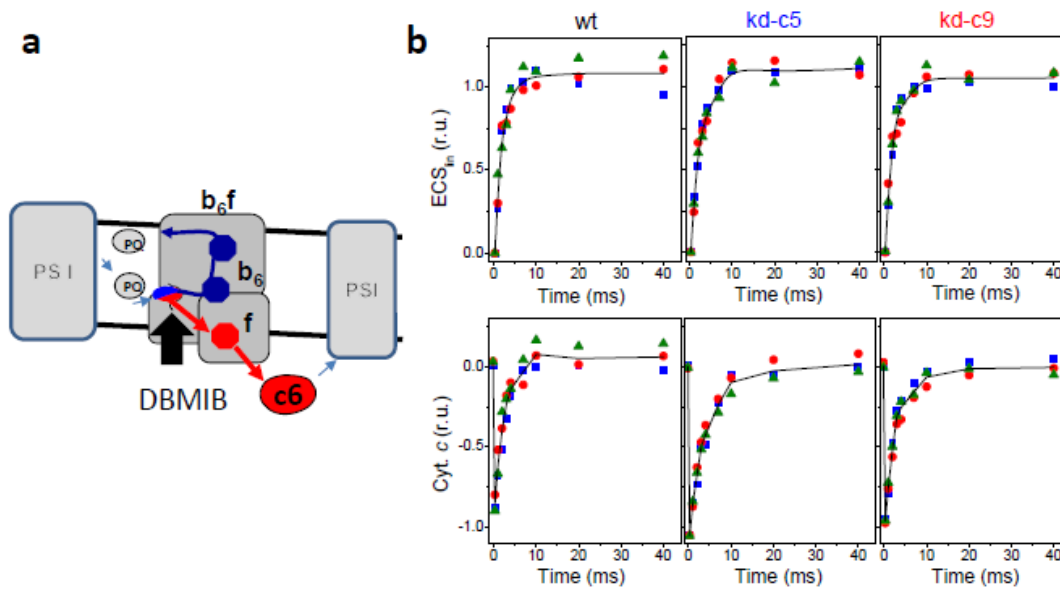 a
b₆f
PQ
b₆
PS I
PQ
PSI
f
DBMIB
c6
b
wt
kd-c5
kd-c9
ECSlin (r.u.)
1.0
0.5
0.0
0 10 20 30 40
0 10 20 30 40
0 10 20 30 40
Time (ms)
Time (ms)
Time (ms)
Cyt. c (r.u.)
0.0
-0.5
-1.0
0 10 20 30 40
0 10 20 30 40
0 10 20 30 40
Time (ms)
Time (ms)
Time (ms)